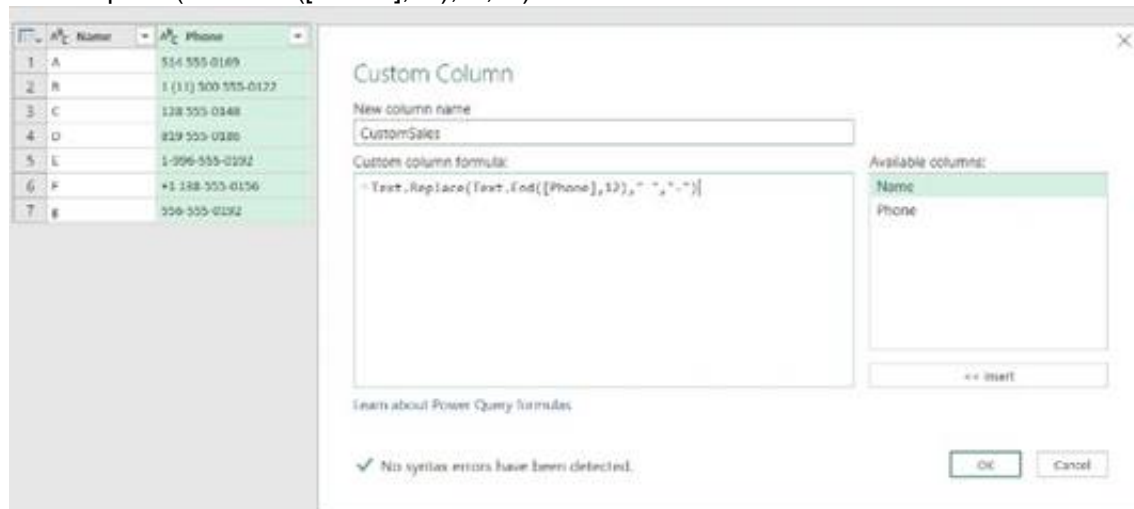 Name Phone
1 A 514 555-0169
2 B 1 (11) 500 555-0122
3 C 138 555-0148
4 D 819 555-0186
5 E 1-996-555-0192
6 F +1 188-555-0156
7 g 556-555-0192
Custom Column
New column name
CustomSales
Custom column formula:
=Text.Replace(Text.End([Phone],12)," ","-")
Available columns:
Name
Phone
<< Insert
Learn about Power Query formulas
No syntax errors have been detected.
OK Cancel